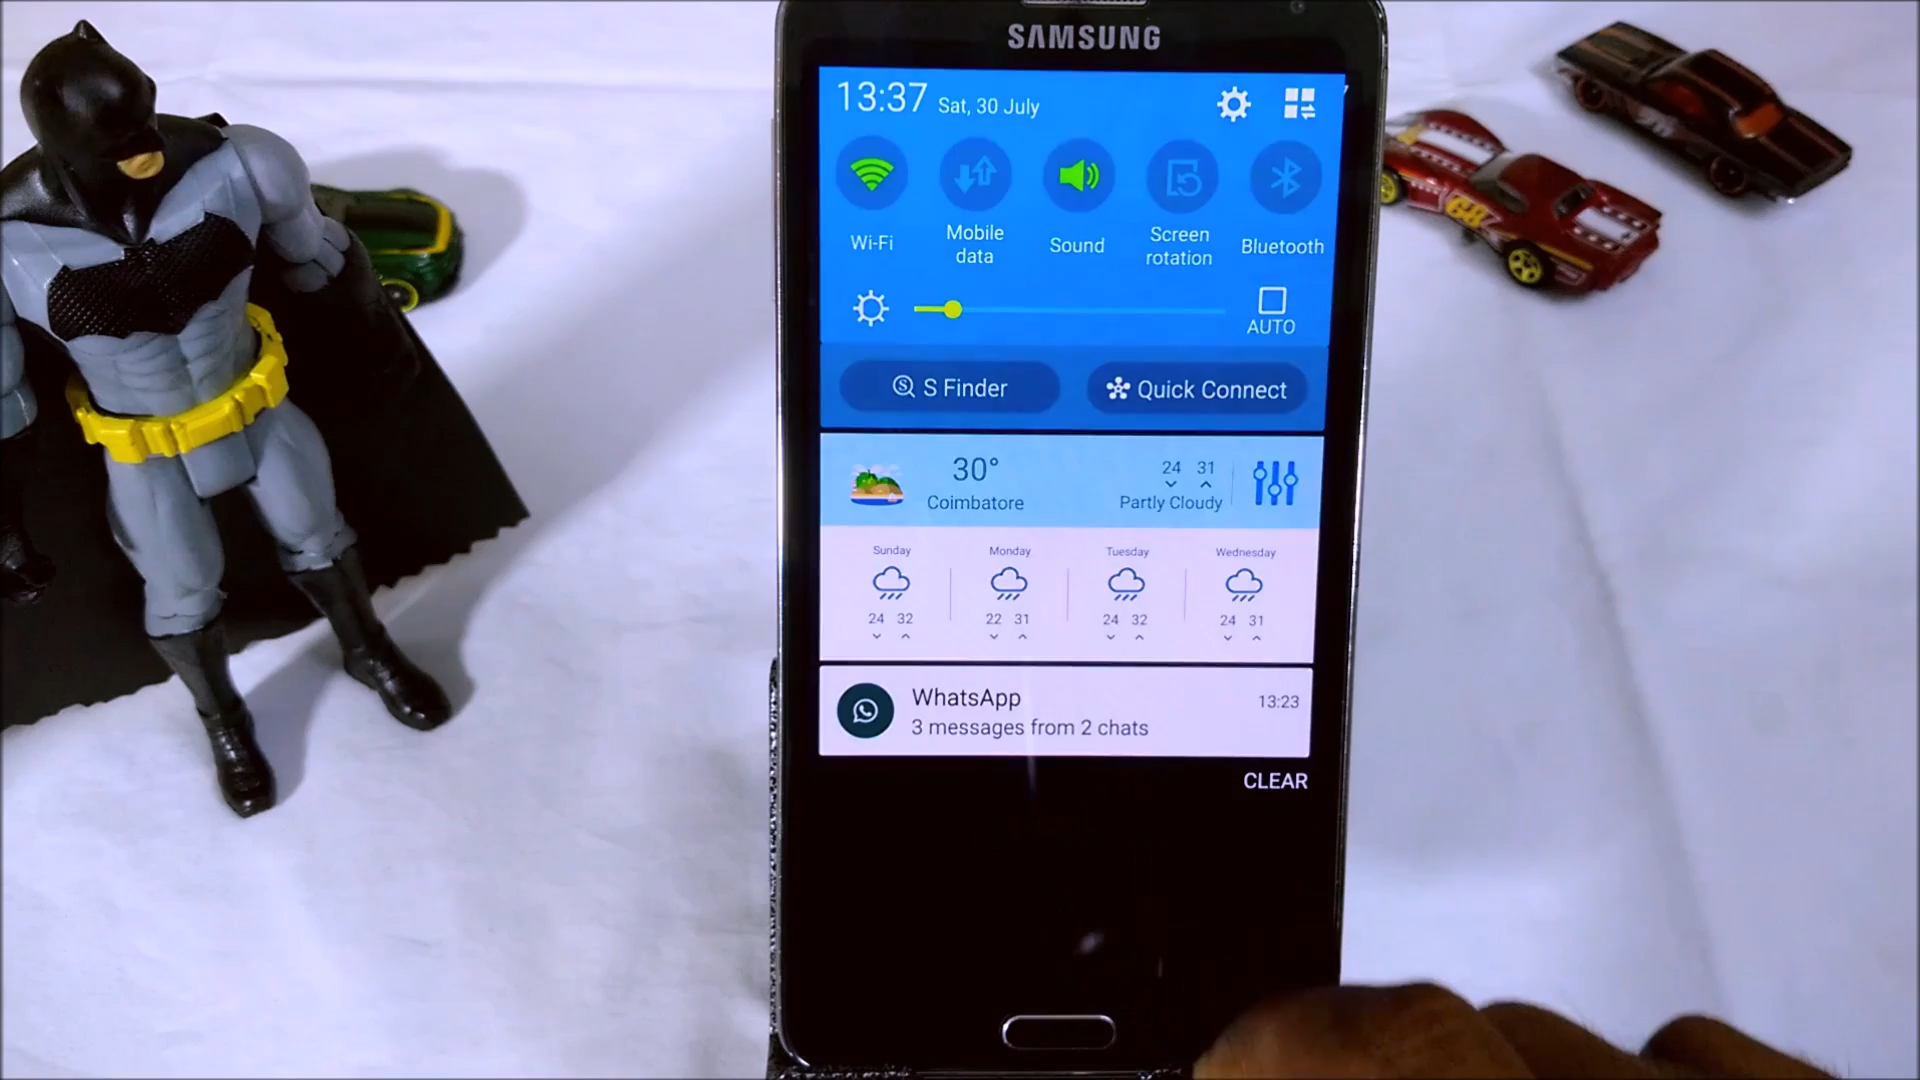 SAMSUNG
13:37 Sat, 30 July
Wi-Fi
Mobile data
Sound
Screen rotation
Bluetooth
AUTO
S Finder
Quick Connect
30°
Coimbatore
24 31
Partly Cloudy
Sunday
24 32
Monday
22 31
Tuesday
24 32
Wednesday
24 31
WhatsApp
13:23
3 messages from 2 chats
CLEAR
68